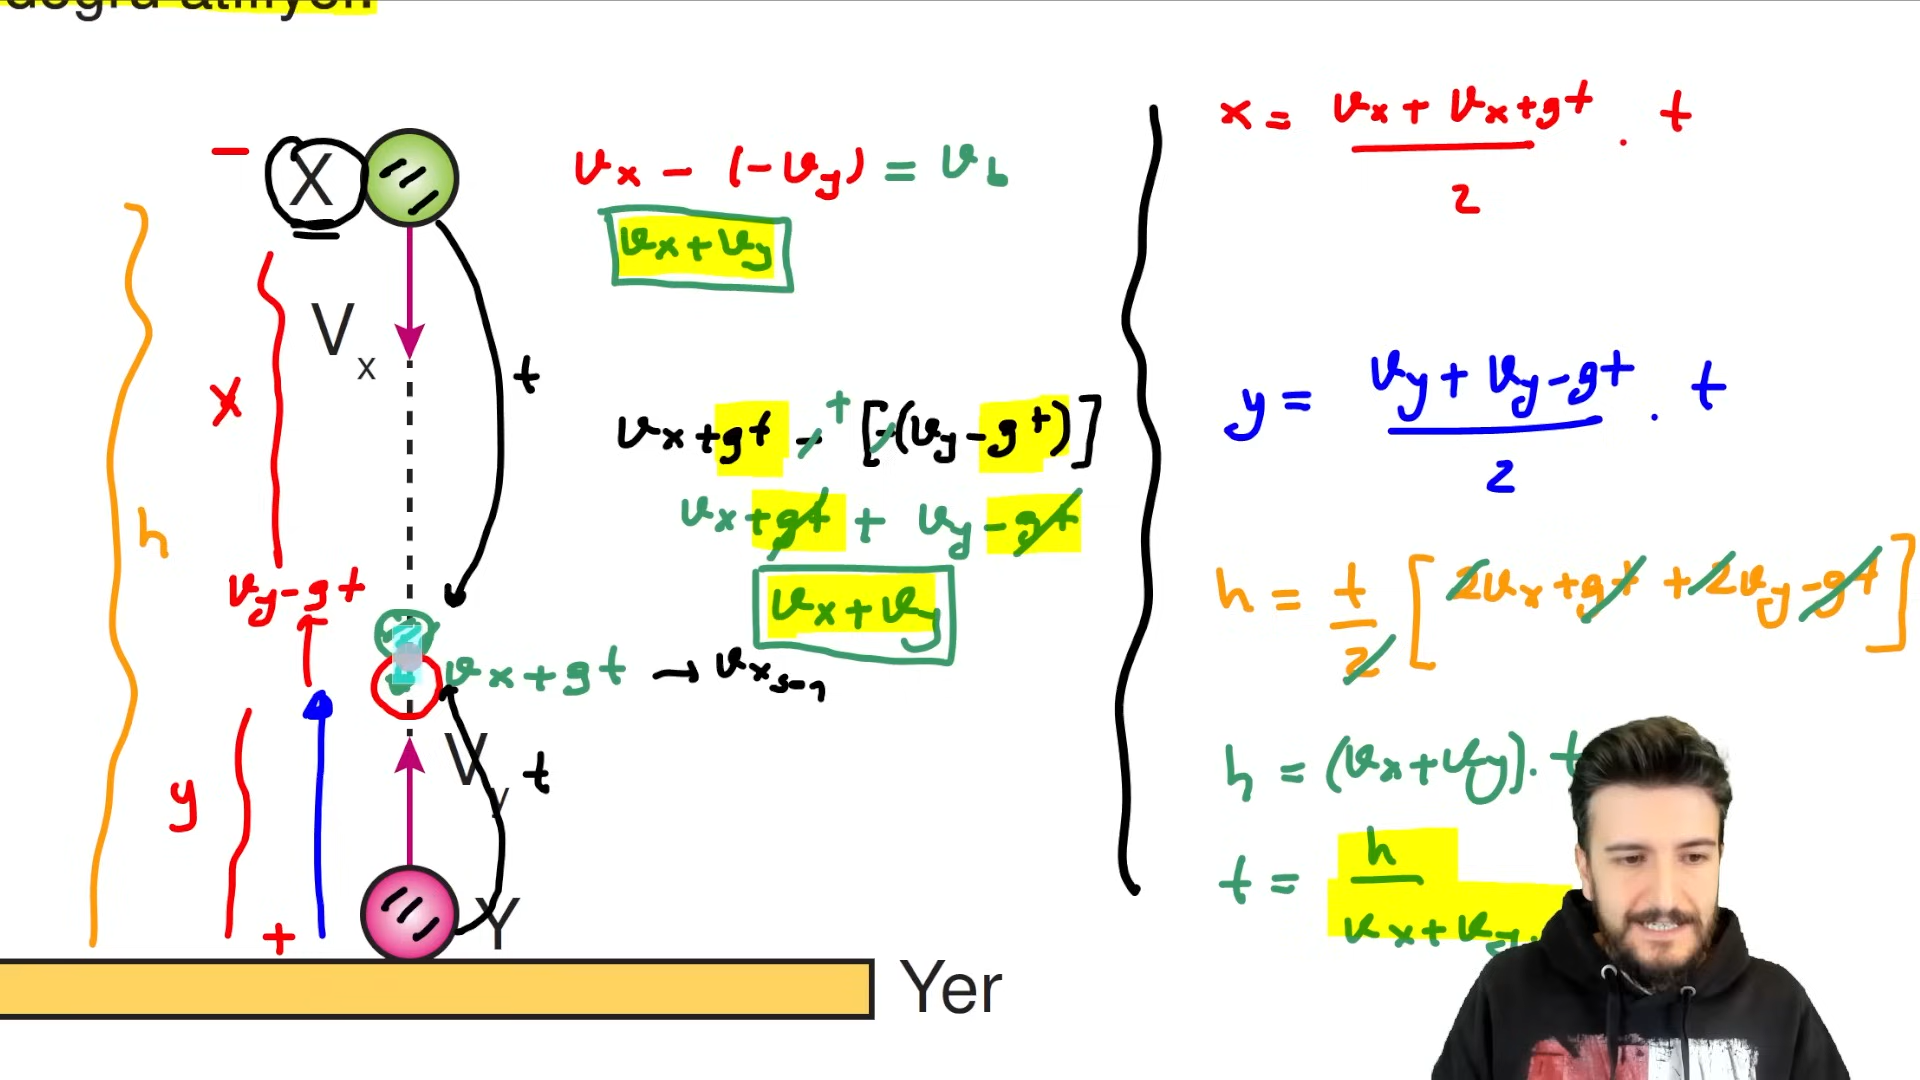 doğru atılıyor.
−
X
Vx − (−Vy) = Vb
Vx + Vy
Vx
t
x
h
Vx + gt - + [-(Vy − gt)]
Vx + gt + Vy − gt
Vx + Vy
Vy − gt
Vx + gt → Vxson
Vy
t
y
+
Y
Yer
x = Vx + Vx + gt . t
2
y = Vy + Vy − gt . t
2
h = t/2 [2Vx + gt + 2Vy − gt]
h = (Vx + Vy) . t
t = h
Vx + Vy